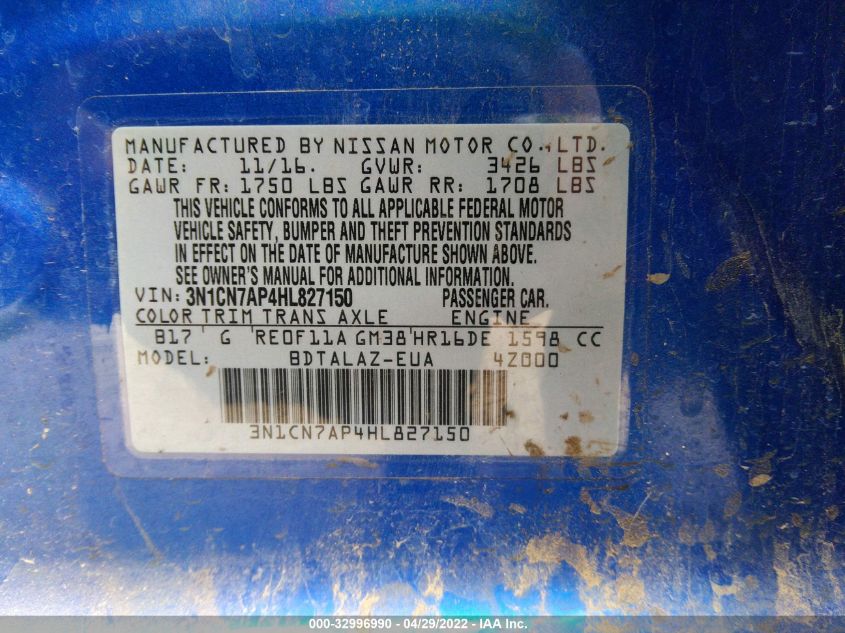 MANUFACTURED BY NISSAN MOTOR CO., LTD.
DATE: 11/16. GVWR: 3426 LBS
GAWR FR: 1750 LBS GAWR RR: 1708 LBS
THIS VEHICLE CONFORMS TO ALL APPLICABLE FEDERAL MOTOR
VEHICLE SAFETY, BUMPER AND THEFT PREVENTION STANDARDS
IN EFFECT ON THE DATE OF MANUFACTURE SHOWN ABOVE.
SEE OWNER'S MANUAL FOR ADDITIONAL INFORMATION.
VIN: 3N1CN7AP4HL827150 PASSENGER CAR.
COLOR TRIM TRANS AXLE ENGINE
B17 G RE0F11A GM38 HR16DE 1598 CC
MODEL: BDTALAZ-EUA 4Z000
3N1CN7AP4HL827150
000-32996990 - 04/29/2022 - IAA Inc.